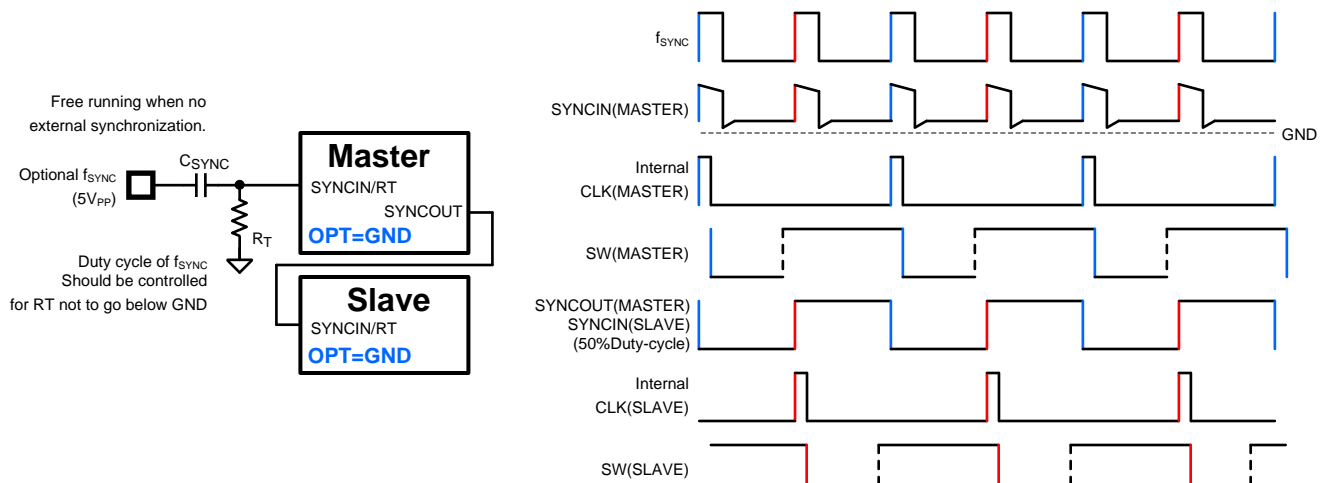 Free running when no
external synchronization.
Optional fSYNC
(5VPP)
CSYNC
RT
Duty cycle of fSYNC
Should be controlled
for RT not to go below GND
Master
SYNCIN/RT
SYNCOUT
OPT=GND
Slave
SYNCIN/RT
OPT=GND
fSYNC
SYNCIN(MASTER)
GND
Internal
CLK(MASTER)
SW(MASTER)
SYNCOUT(MASTER)
SYNCIN(SLAVE)
(50%Duty-cycle)
Internal
CLK(SLAVE)
SW(SLAVE)